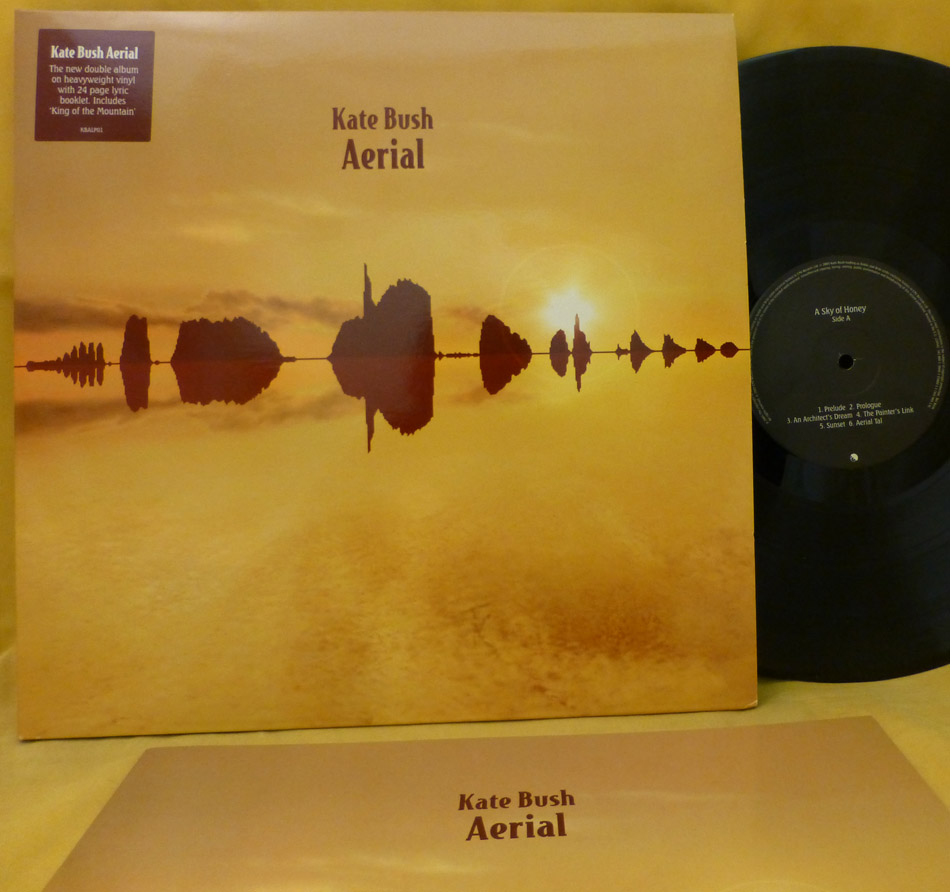 Kate Bush Aerial
The new double album
on heavyweight vinyl
with 24 page lyric
booklet. Includes
'King of the Mountain'
KBALP01
Kate Bush
Aerial
A Sky of Honey
Side A
1. Prelude 2. Prologue
3. An Architect's Dream 4. The Painter's Link
5. Sunset 6. Aerial Tal
Kate Bush
Aerial